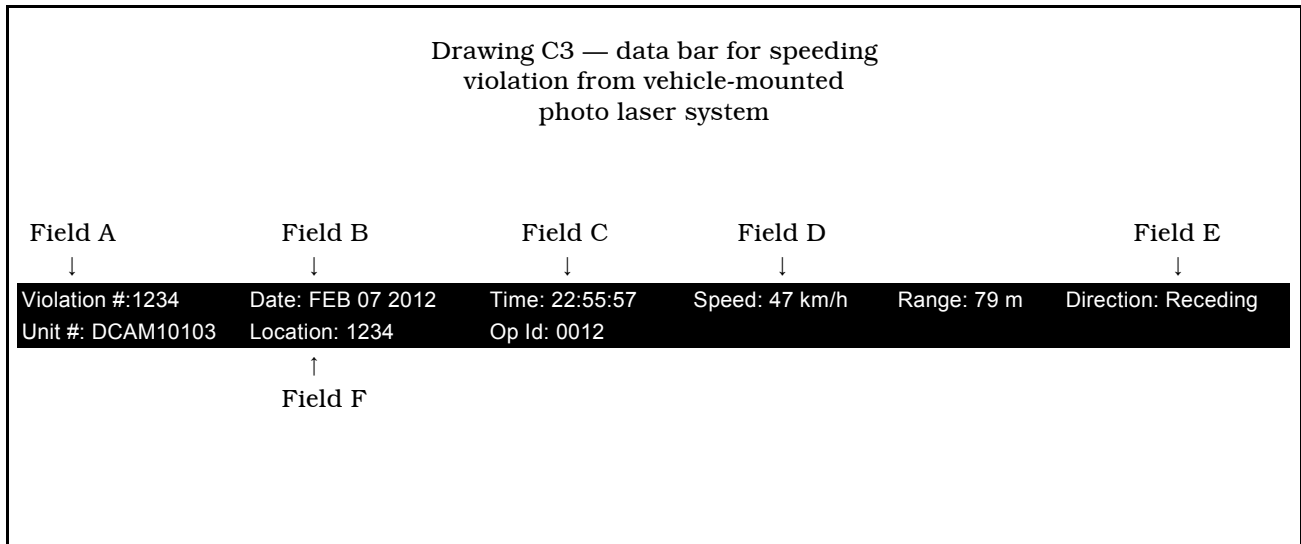 Drawing C3 — data bar for speeding
violation from vehicle-mounted
photo laser system
Field A Field B Field C Field D Field E
↓ ↓ ↓ ↓ ↓
Violation #:1234 Date: FEB 07 2012 Time: 22:55:57 Speed: 47 km/h Range: 79 m Direction: Receding
Unit #: DCAM10103 Location: 1234 Op Id: 0012
↑
Field F